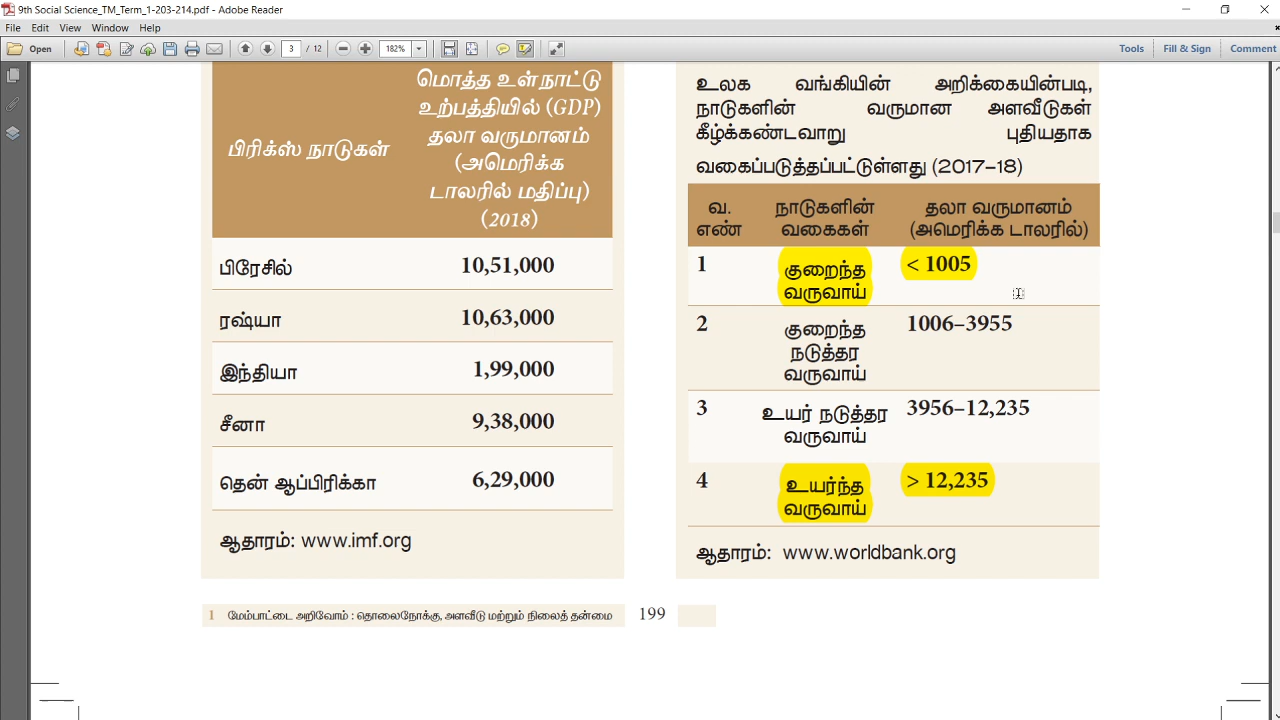 9th Social Science_TM_Term_1-203-214.pdf - Adobe Reader
File Edit View Window Help
Open 3 / 12 182% Tools Fill & Sign Comment
பிரிக்ஸ் நாடுகள்
மொத்த உள்நாட்டு
உற்பத்தியில் (GDP)
தலா வருமானம்
(அமெரிக்க
டாலரில் மதிப்பு)
(2018)
பிரேசில் 10,51,000
ரஷ்யா 10,63,000
இந்தியா 1,99,000
சீனா 9,38,000
தென் ஆப்பிரிக்கா 6,29,000
ஆதாரம்: www.imf.org
உலக வங்கியின் அறிக்கையின்படி,
நாடுகளின் வருமான அளவீடுகள்
கீழ்க்கண்டவாறு புதியதாக
வகைப்படுத்தப்பட்டுள்ளது (2017–18)
வ. நாடுகளின் தலா வருமானம்
எண் வகைகள் (அமெரிக்க டாலரில்)
1 குறைந்த < 1005
வருவாய்
2 குறைந்த 1006–3955
நடுத்தர
வருவாய்
3 உயர் நடுத்தர 3956–12,235
வருவாய்
4 உயர்ந்த > 12,235
வருவாய்
ஆதாரம்: www.worldbank.org
1 மேம்பாட்டை அறிவோம் : தொலைநோக்கு, அளவீடு மற்றும் நிலைத் தன்மை 199